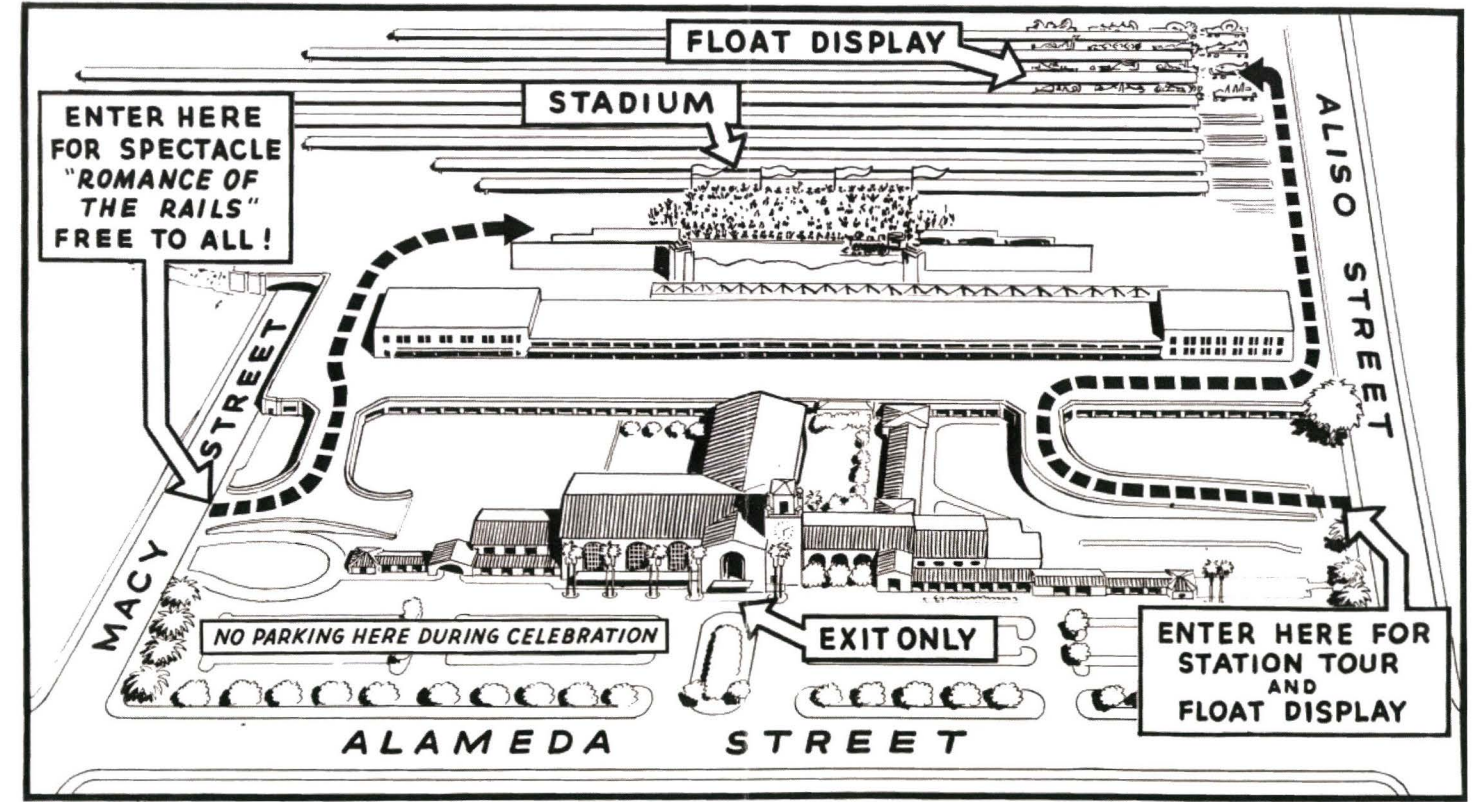 FLOAT DISPLAY
STADIUM
ENTER HERE
FOR SPECTACLE
"ROMANCE OF
THE RAILS"
FREE TO ALL!
ALISO STREET
MACY STREET
NO PARKING HERE DURING CELEBRATION
EXIT ONLY
ENTER HERE FOR
STATION TOUR
AND
FLOAT DISPLAY
ALAMEDA STREET